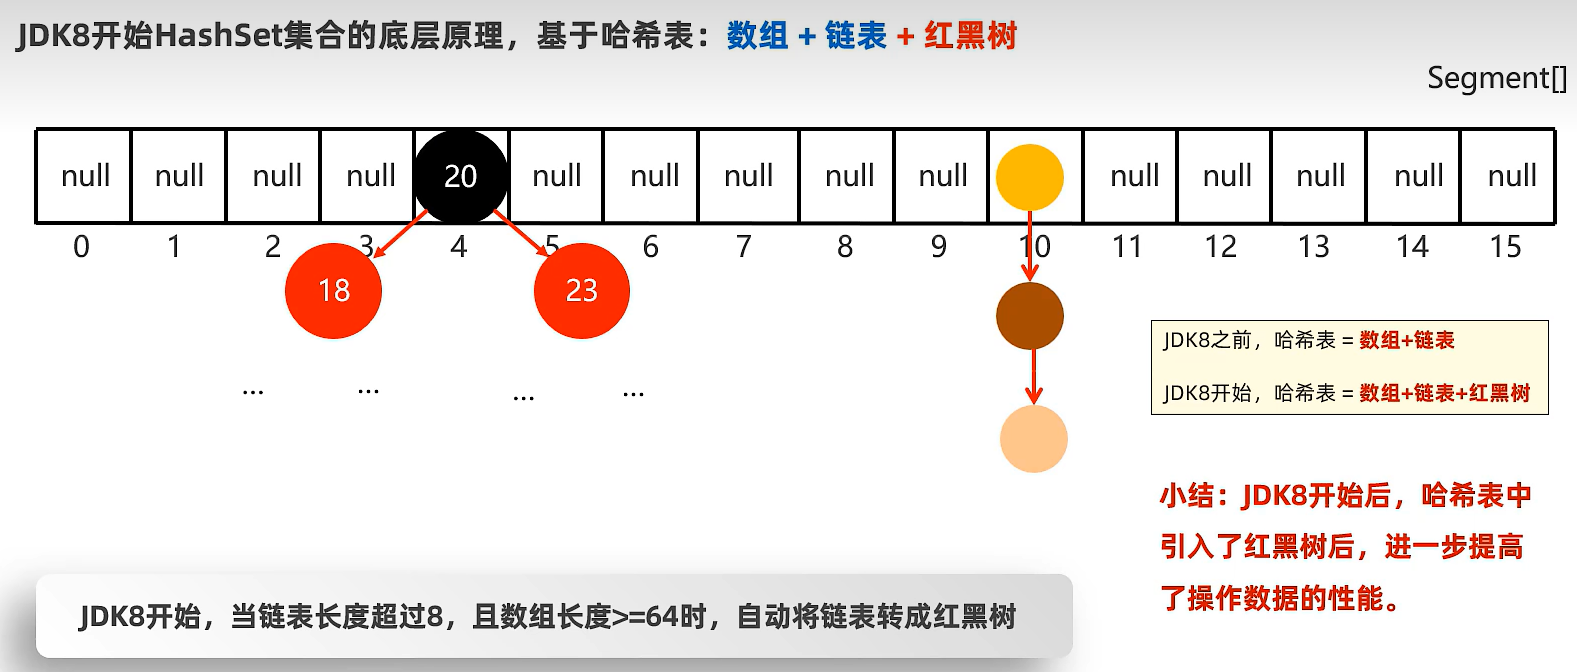 JDK8开始HashSet集合的底层原理，基于哈希表：数组 + 链表 + 红黑树
Segment[]
null null null null 20 null null null null null null null null null null
0 1 2 3 4 5 6 7 8 9 10 11 12 13 14 15
18 23
... ... ... ...
JDK8之前，哈希表 = 数组+链表
JDK8开始，哈希表 = 数组+链表+红黑树
小结：JDK8开始后，哈希表中
引入了红黑树后，进一步提高
了操作数据的性能。
JDK8开始，当链表长度超过8，且数组长度>=64时，自动将链表转成红黑树